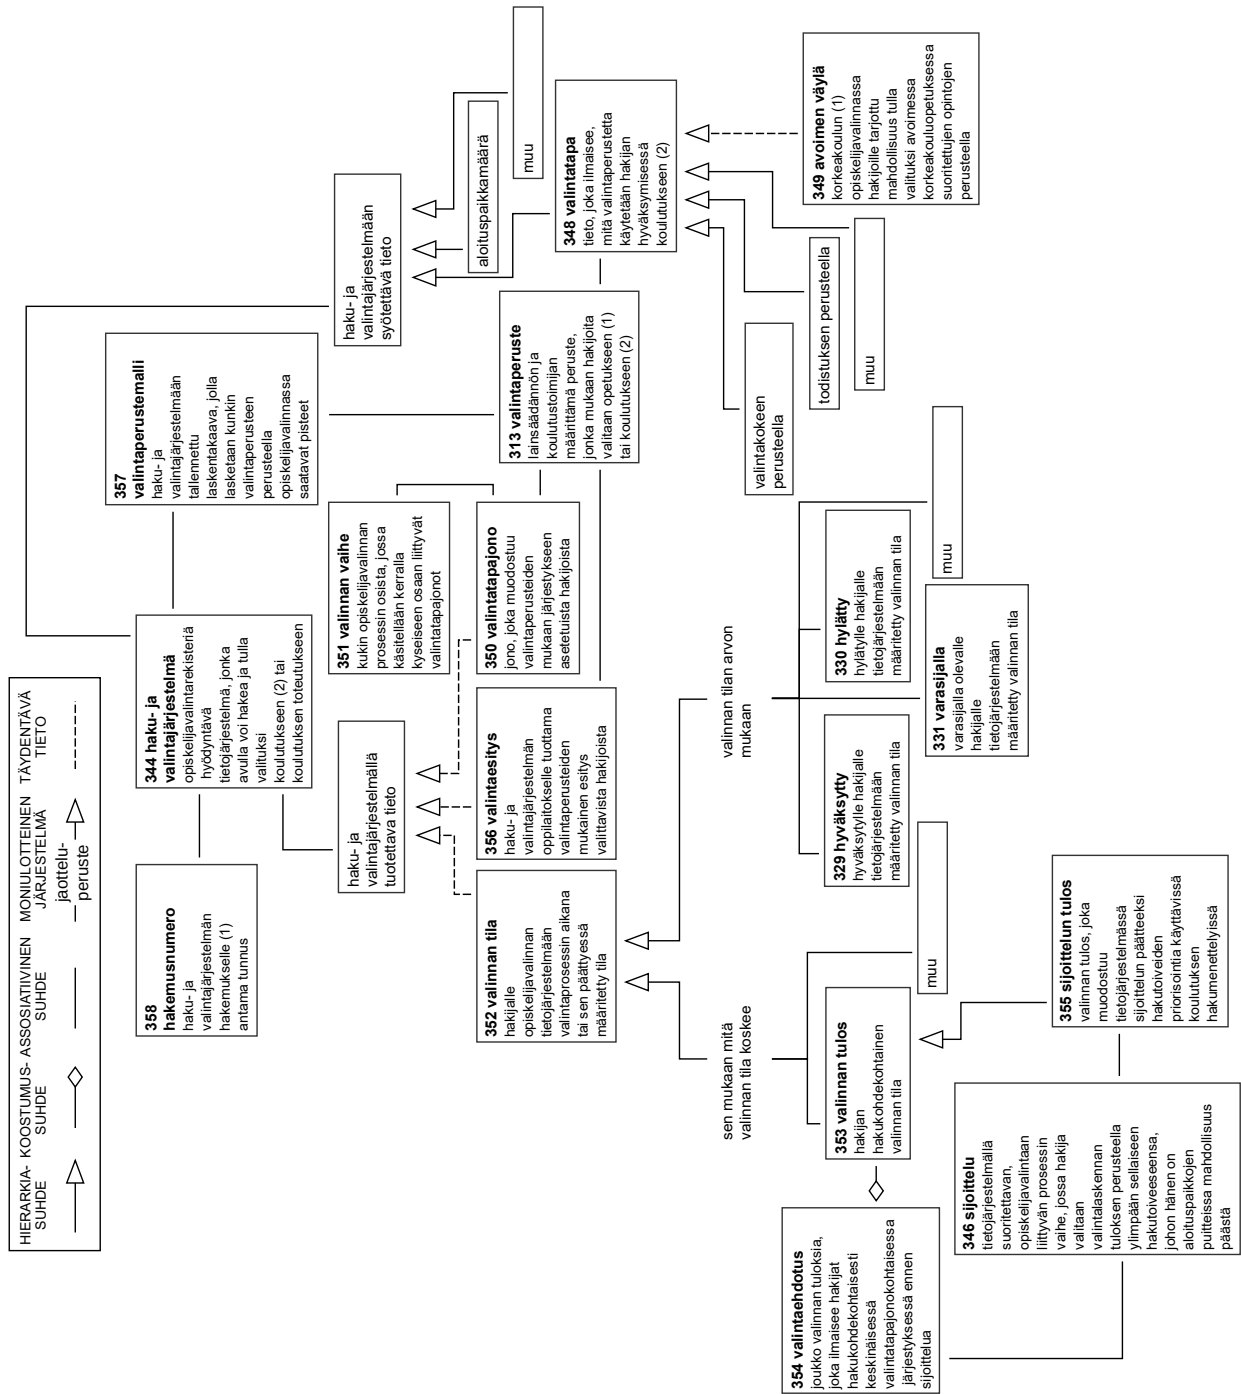 HIERARKIA-
SUHDE
KOOSTUMUS-
SUHDE
ASSOSIATIIVINEN
SUHDE
MONIULOTTEINEN
JÄRJESTELMÄ
jaottelu-
peruste
TÄYDENTÄVÄ
TIETO
358
hakemusnumero
haku- ja
valintajärjestelmän
hakemukselle (1)
antama tunnus
344 haku- ja
valintajärjestelmä
opiskelijavalintarekisteriä
hyödyntävä
tietojärjestelmä, jonka
avulla voi hakea ja tulla
valituksi
koulutukseen (2) tai
koulutuksen toteutukseen
357
valintaperustemalli
haku- ja
valintajärjestelmään
tallennettu
laskentakaava, jolla
lasketaan kunkin
valintaperusteen
perusteella
opiskelijavalinnassa
saatavat pisteet
haku- ja
valintajärjestelmällä
tuotettava tieto
351 valinnan vaihe
kukin opiskelijavalinnan
prosessin osista, jossa
käsitellään kerralla
kyseiseen osaan liittyvät
valintatapajonot
haku- ja
valintajärjestelmään
syötettävä tieto
352 valinnan tila
hakijalle
opiskelijavalinnan
tietojärjestelmään
valintaprosessin aikana
tai sen päättyessä
määritetty tila
356 valintaesitys
haku- ja
valintajärjestelmän
oppilaitokselle tuottama
valintaperusteiden
mukainen esitys
valittavista hakijoista
350 valintatapajono
jono, joka muodostuu
valintaperusteiden
mukaan järjestykseen
asetetuista hakijoista
313 valintaperuste
lainsäädännön ja
koulutustoimijan
määrittämä peruste,
jonka mukaan hakijoita
valitaan opetukseen (1)
tai koulutukseen (2)
aloituspaikkamäärä
muu
348 valintatapa
tieto, joka ilmaisee,
mitä valintaperustetta
käytetään hakijan
hyväksymisessä
koulutukseen (2)
sen mukaan mitä
valinnan tila koskee
valinnan tilan arvon
mukaan
valintakokeen
perusteella
todistuksen perusteella
muu
349 avoimen väylä
korkeakoulun (1)
opiskelijavalinnassa
hakijoille tarjottu
mahdollisuus tulla
valituksi avoimessa
korkeakouluopetuksessa
suoritettujen opintojen
perusteella
354 valintaehdotus
joukko valinnan tuloksia,
joka ilmaisee hakijat
hakukohdekohtaisesti
keskinäisessä
valintatapajonokohtaisessa
järjestyksessä ennen
sijoittelua
353 valinnan tulos
hakijan
hakukohdekohtainen
valinnan tila
muu
329 hyväksytty
hyväksytylle hakijalle
tietojärjestelmään
määritetty valinnan tila
330 hylätty
hylätylle hakijalle
tietojärjestelmään
määritetty valinnan tila
331 varasijalla
varasijalla olevalle
hakijalle
tietojärjestelmään
määritetty valinnan tila
muu
346 sijoittelu
tietojärjestelmällä
suoritettavan,
opiskelijavalintaan
liittyvän prosessin
vaihe, jossa hakija
valitaan
valintalaskennan
tuloksen perusteella
ylimpään sellaiseen
hakutoiveeseensa,
johon hänen on
aloituspaikkojen
puitteissa mahdollisuus
päästä
355 sijoittelun tulos
valinnan tulos, joka
muodostuu
tietojärjestelmässä
sijoittelun päätteeksi
hakutoiveiden
priorisointia käyttävissä
koulutuksen
hakumenettelyissä